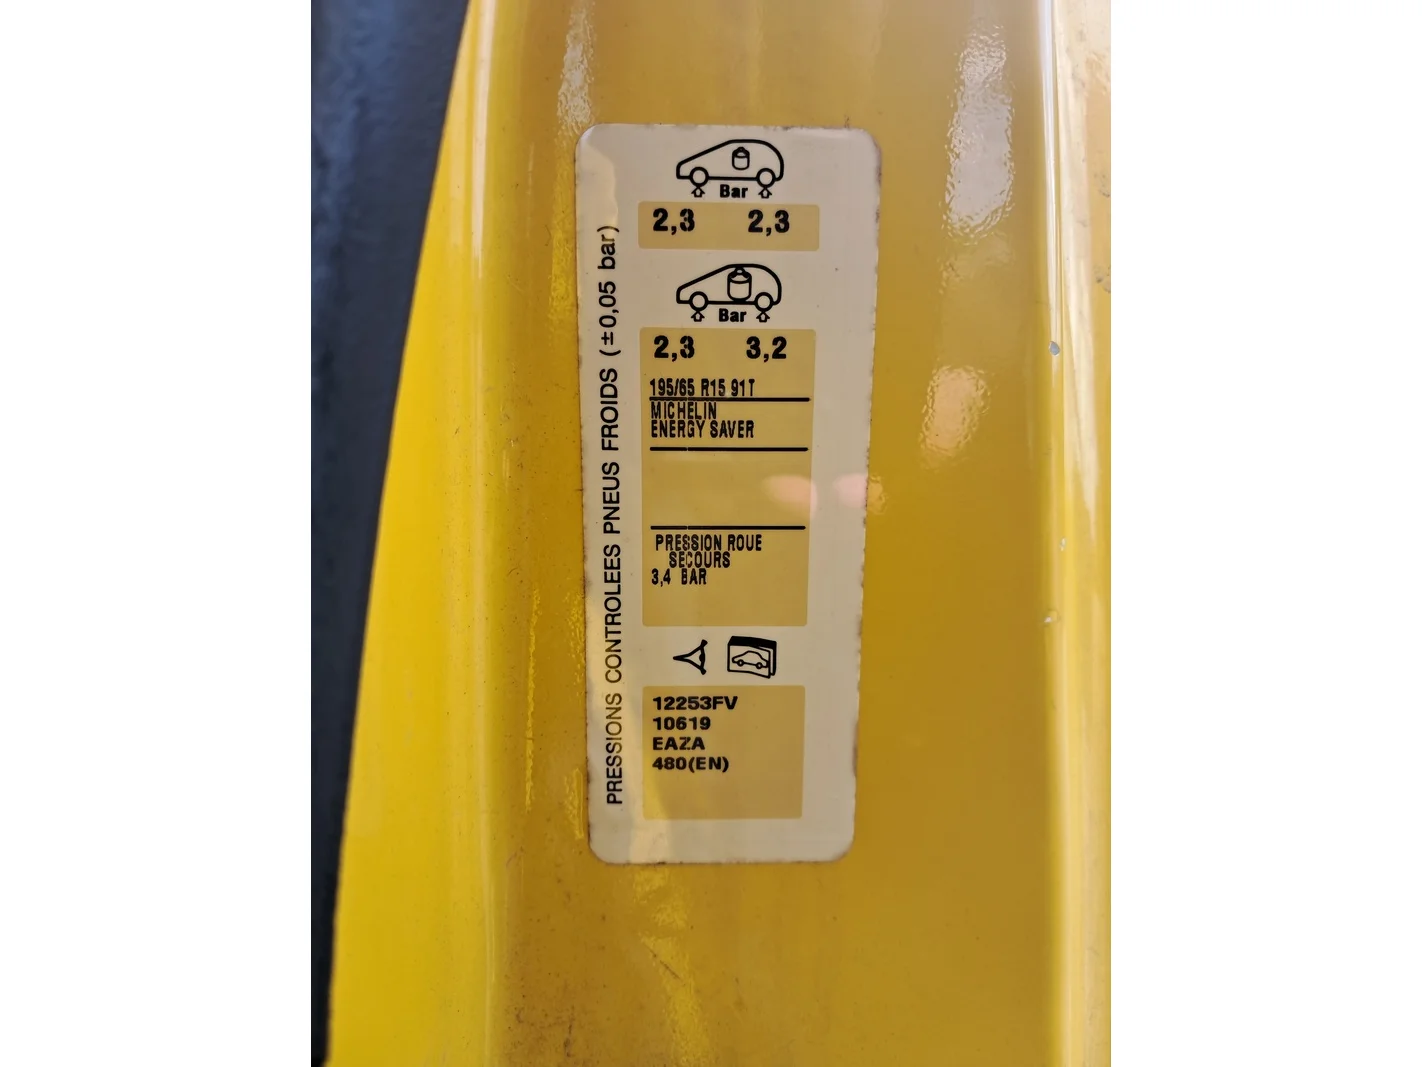 PRESSIONS CONTROLEES PNEUS FROIDS (±0,05 bar)
Bar
2,3 2,3
Bar
2,3 3,2
195/65 R15 91T
MICHELIN
ENERGY SAVER
PRESSION ROUE
SECOURS
3,4 BAR
12253FV
10619
EAZA
480(EN)